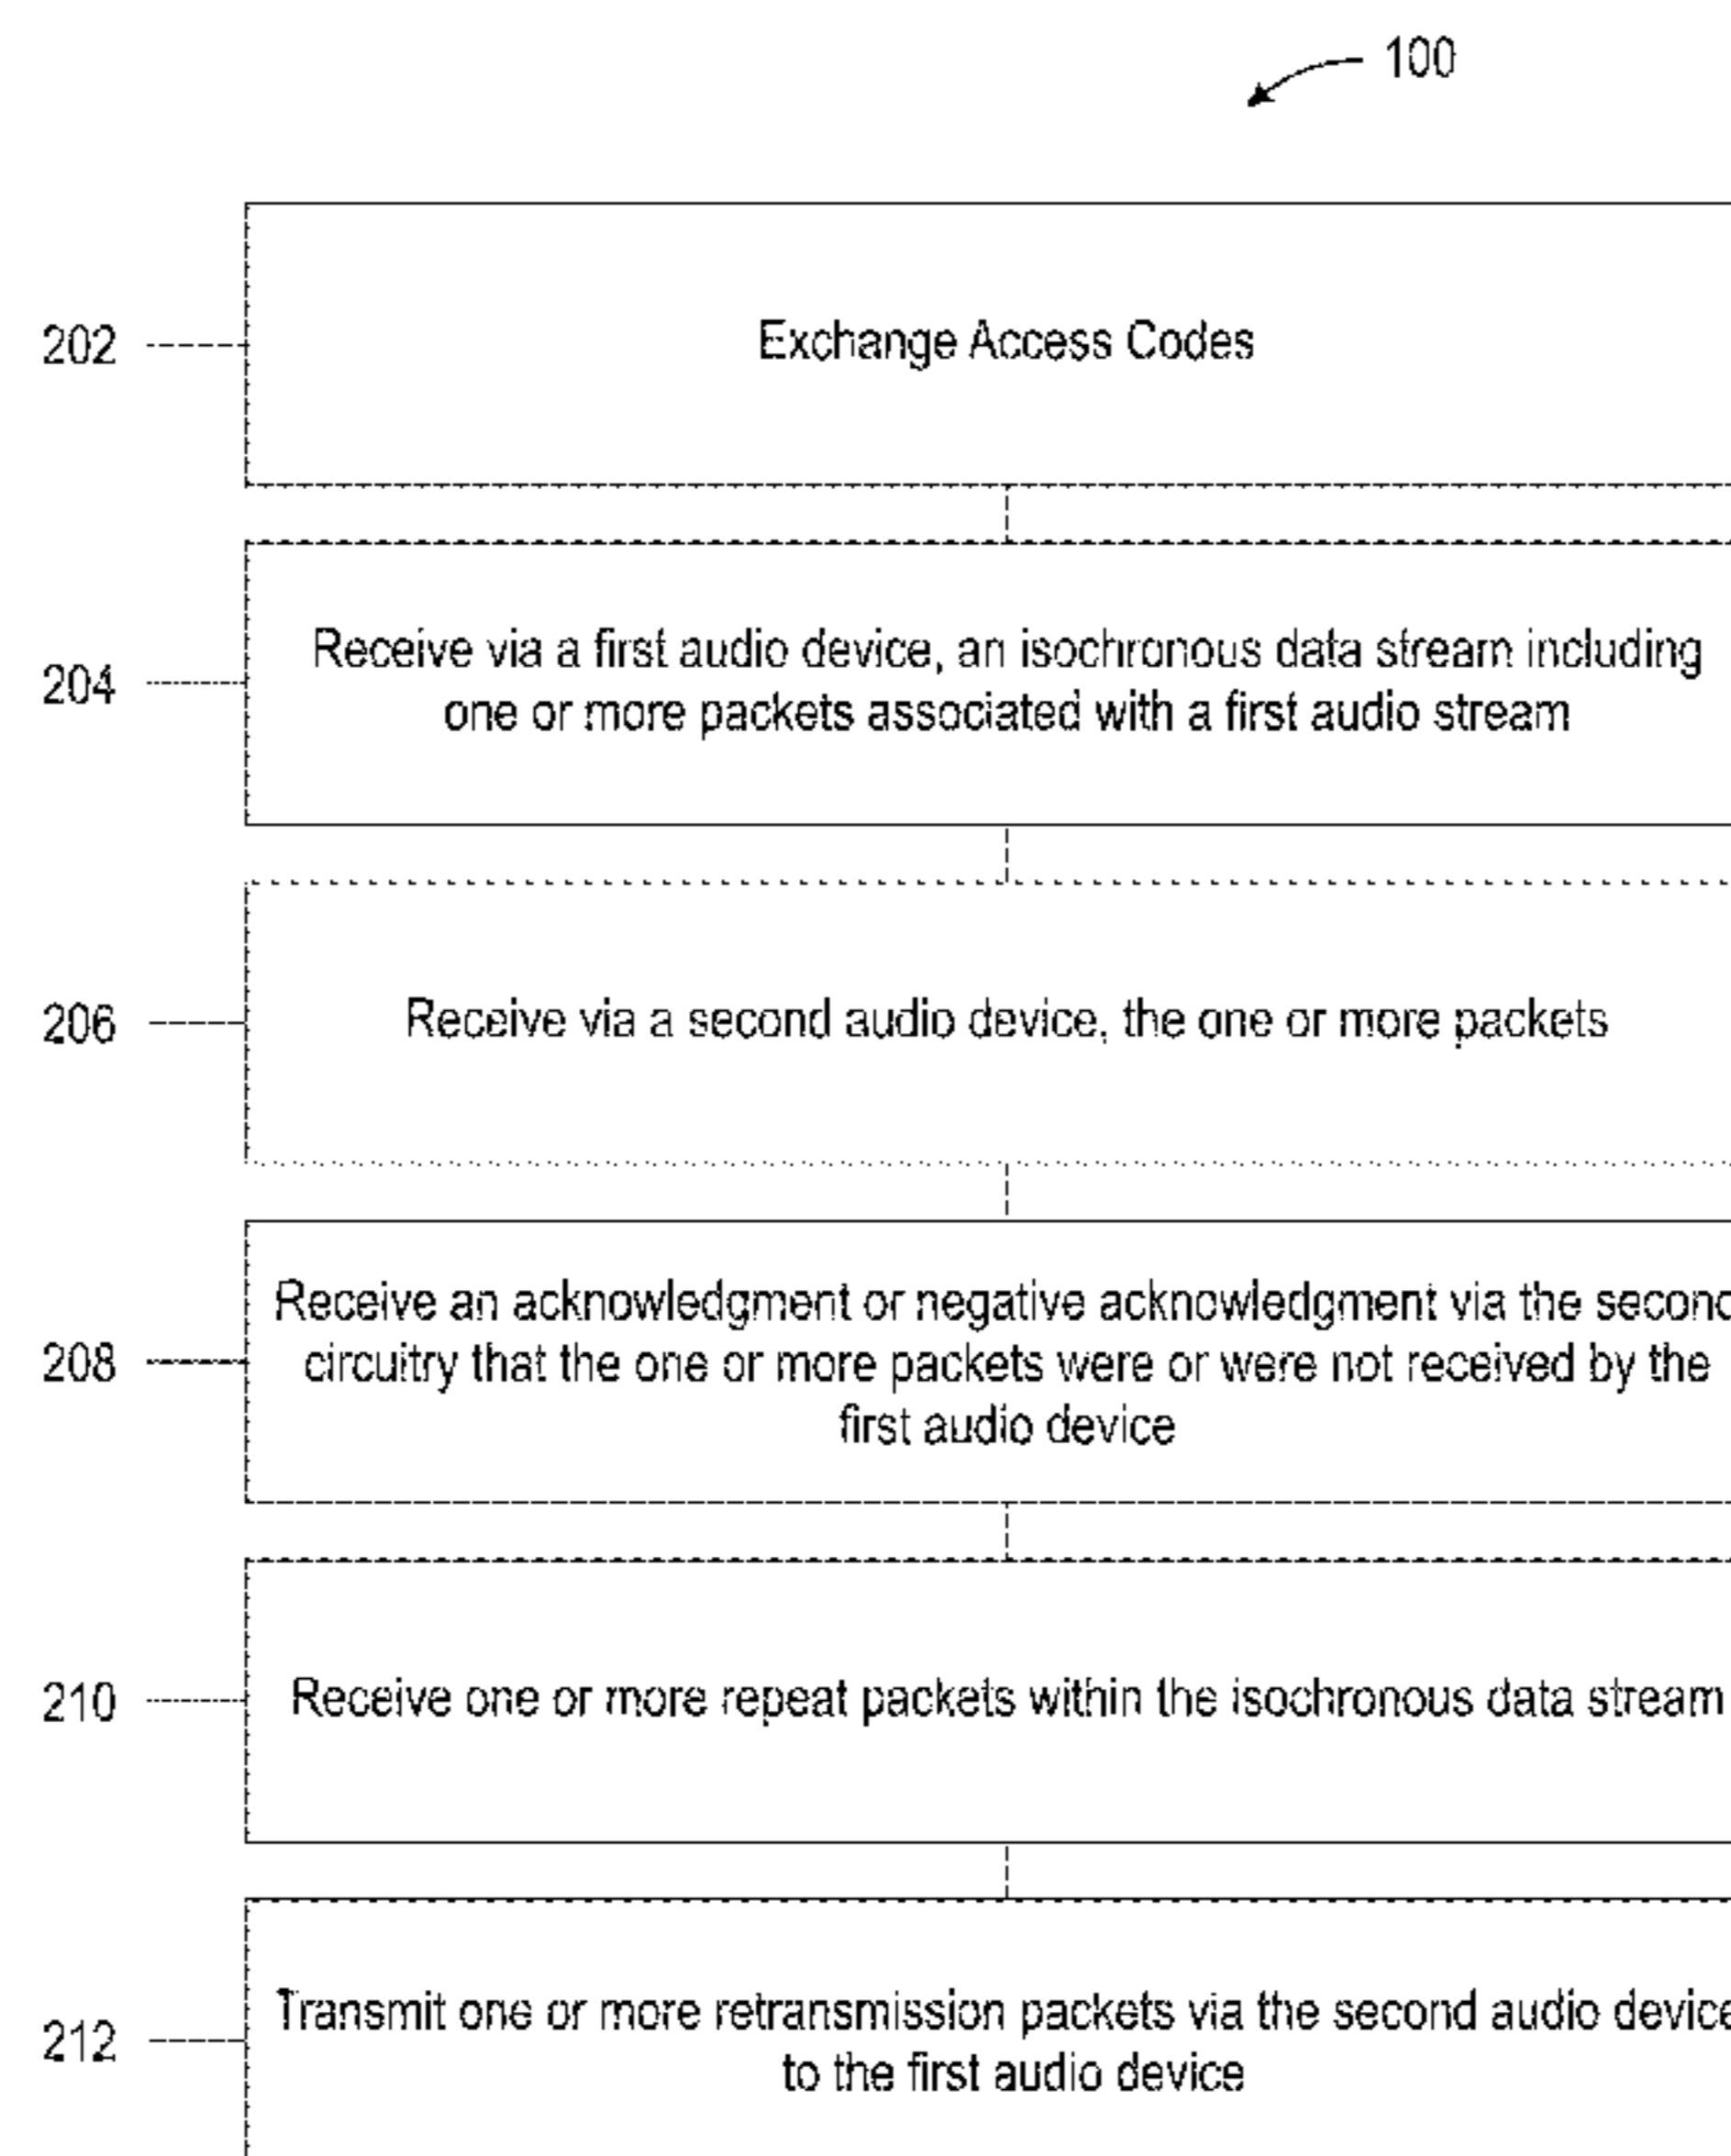 100
202
Exchange Access Codes
204
Receive via a first audio device, an isochronous data stream including
one or more packets associated with a first audio stream
206
Receive via a second audio device, the one or more packets
208
Receive an acknowledgment or negative acknowledgment via the second
circuitry that the one or more packets were or were not received by the
first audio device
210
Receive one or more repeat packets within the isochronous data stream
212
Transmit one or more retransmission packets via the second audio device
to the first audio device